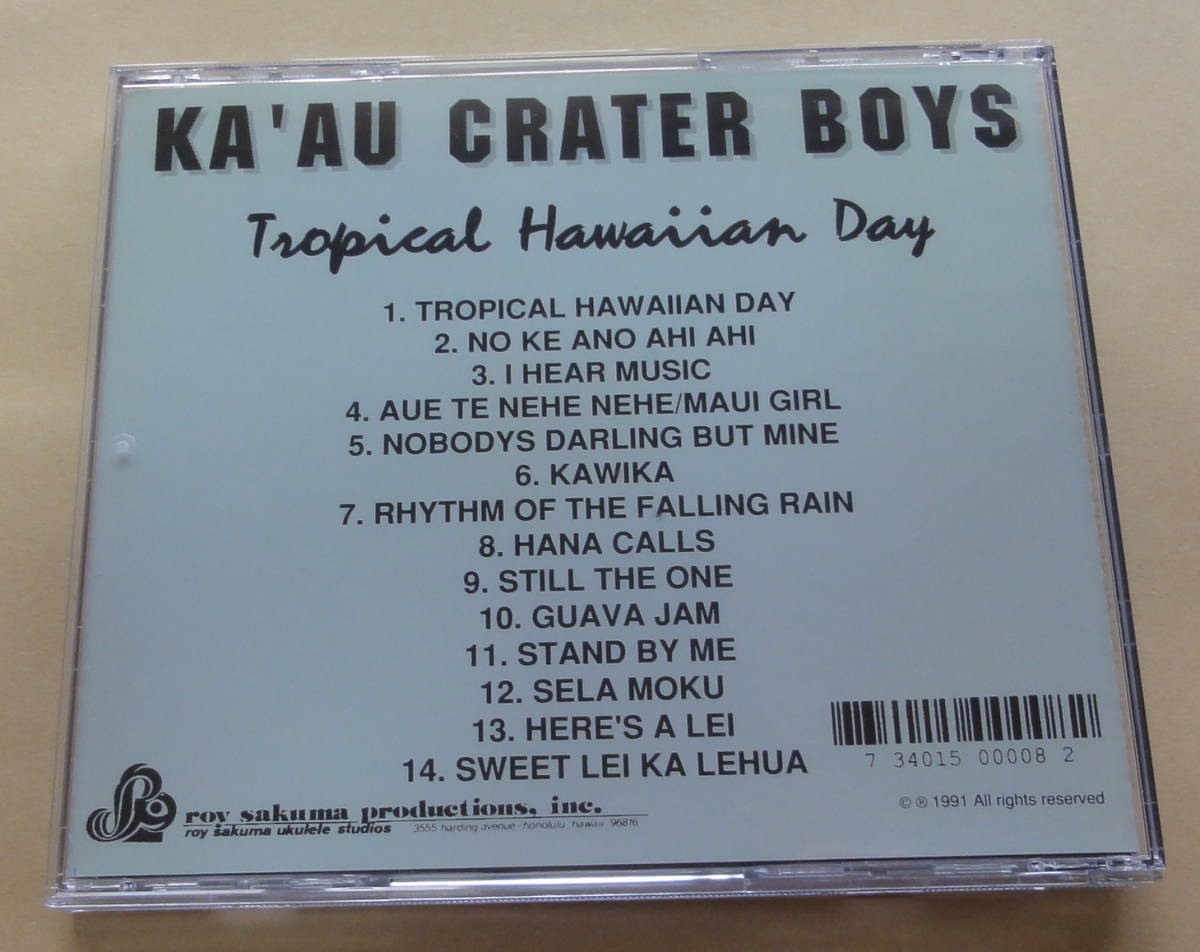 KA'AU CRATER BOYS
Tropical Hawaiian Day
1. TROPICAL HAWAIIAN DAY
2. NO KE ANO AHI AHI
3. I HEAR MUSIC
4. AUE TE NEHE NEHE/MAUI GIRL
5. NOBODYS DARLING BUT MINE
6. KAWIKA
7. RHYTHM OF THE FALLING RAIN
8. HANA CALLS
9. STILL THE ONE
10. GUAVA JAM
11. STAND BY ME
12. SELA MOKU
13. HERE'S A LEI
14. SWEET LEI KA LEHUA
7 34015 00008 2
© ® 1991 All rights reserved
roy sakuma productions, inc.
roy sakuma ukulele studios 3555 harding avenue · honolulu hawaii 96816